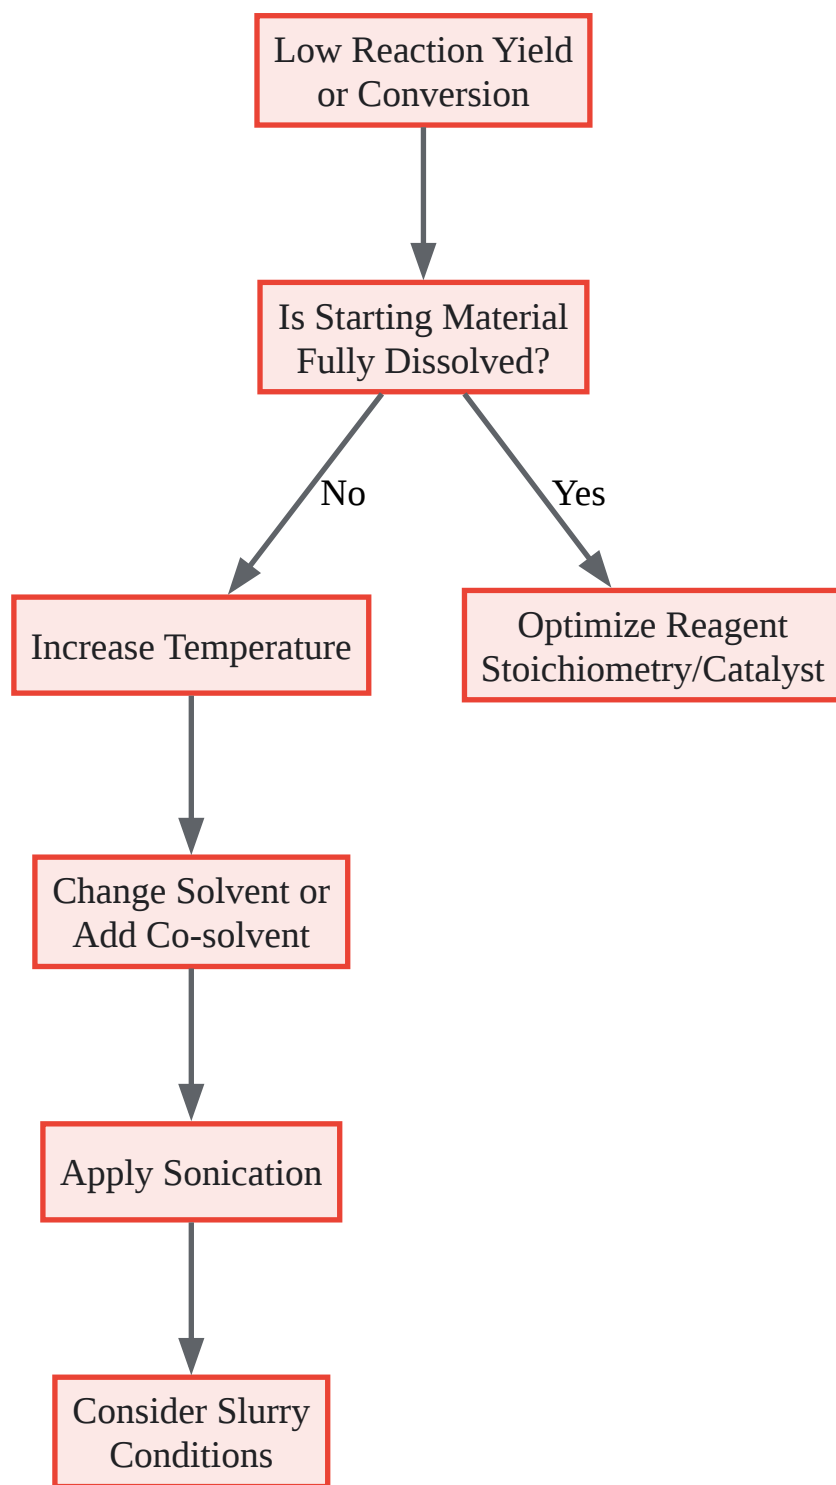 Low Reaction Yield
or Conversion
Is Starting Material
Fully Dissolved?
No
Yes
Increase Temperature
Optimize Reagent
Stoichiometry/Catalyst
Change Solvent or
Add Co-solvent
Apply Sonication
Consider Slurry
Conditions